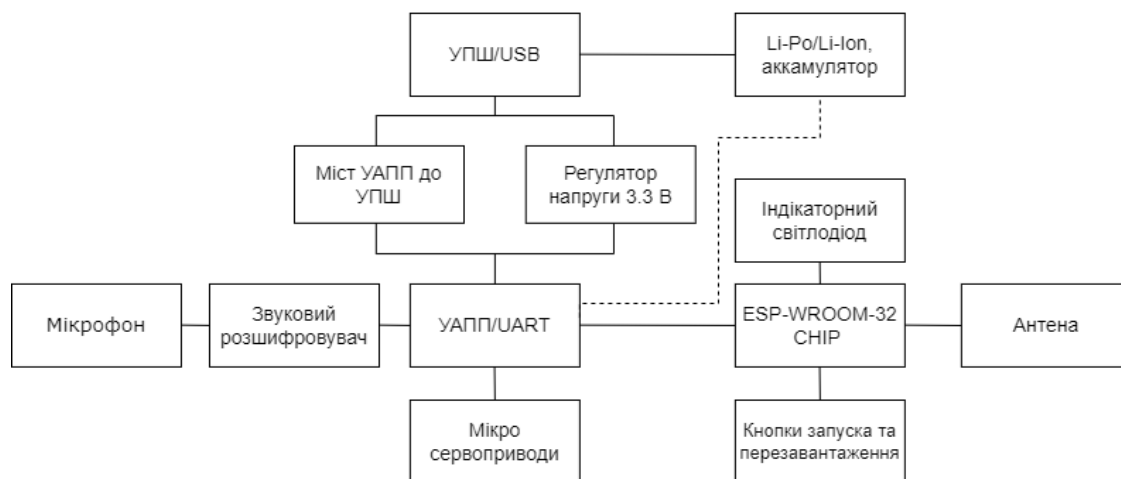 УПШ/USB
Li-Po/Li-Ion,
аккамулятор
Міст УАПП до
УПШ
Регулятор
напруги 3.3 В
Індікаторний
світлодіод
Мікрофон
Звуковий
розшифровувач
УАПП/UART
ESP-WROOM-32
CHIP
Антена
Мікро
сервоприводи
Кнопки запуска та
перезавантаження